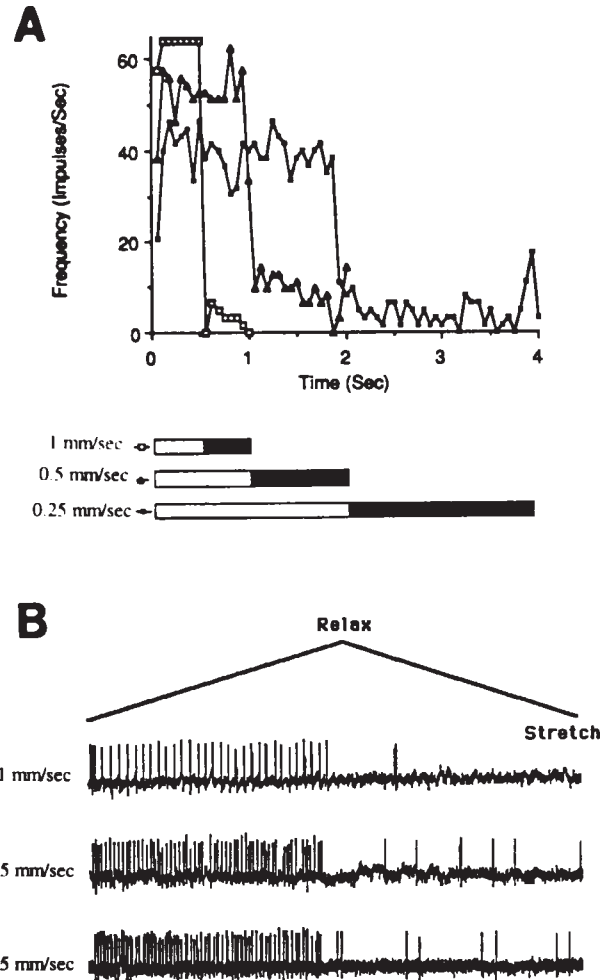 A
Frequency (Impulses/Sec)
60
40
20
0
0 1 2 3 4
Time (Sec)
1 mm/sec
0.5 mm/sec
0.25 mm/sec
B
Relax
Stretch
1 mm/sec
5 mm/sec
5 mm/sec